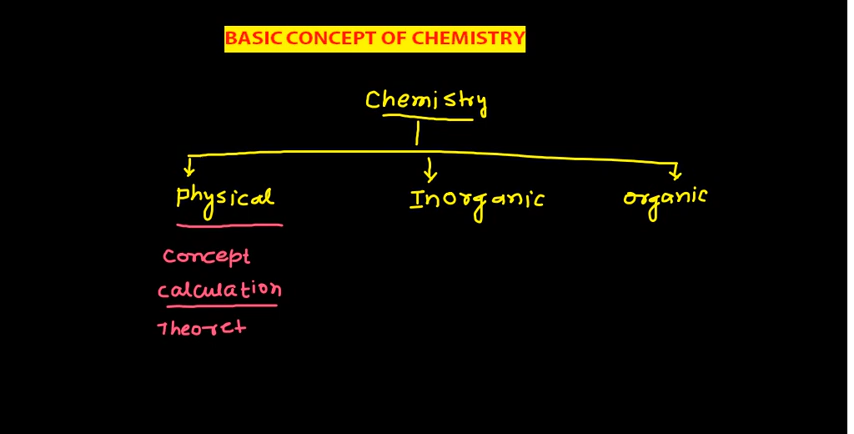 BASIC CONCEPT OF CHEMISTRY
Chemistry
Physical Inorganic organic
concept
calculation
Theoret